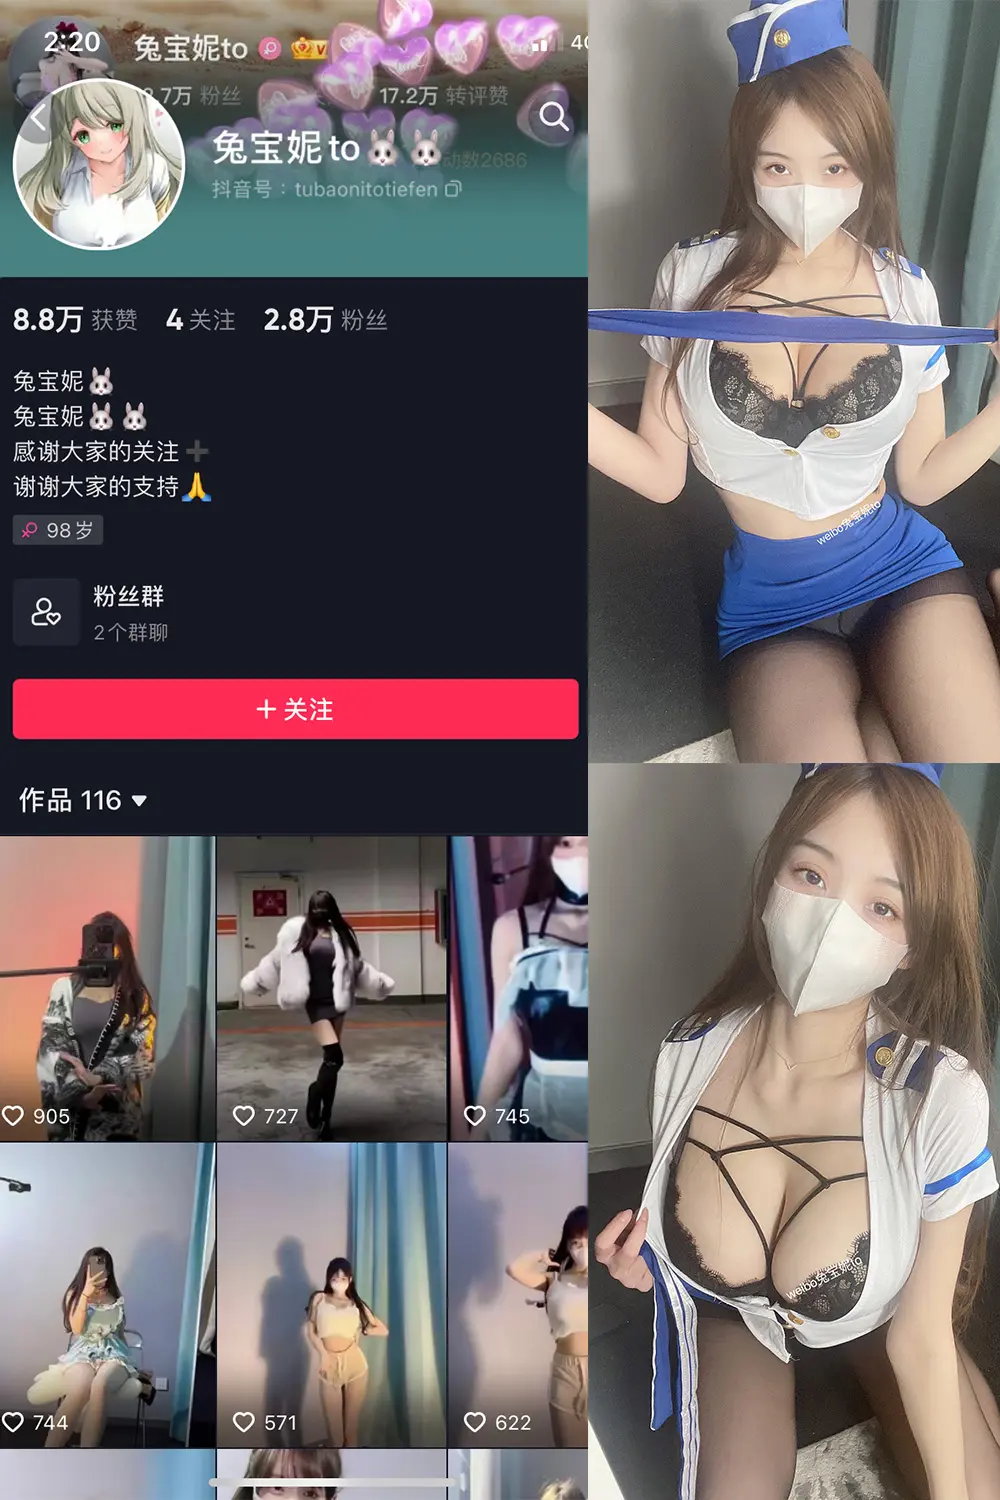 2:20
兔宝妮to
V
.7万 粉丝
17.2万 转评赞
兔宝妮to🐰🐰
动数2686
抖音号：tubaonitotiefen
8.8万 获赞 4 关注 2.8万 粉丝
兔宝妮🐰
兔宝妮🐰🐰
感谢大家的关注➕
谢谢大家的支持🙏
98岁
粉丝群
2个群聊
+ 关注
作品 116
905
727
745
744
571
622
weibo兔宝妮to
weibo兔宝妮to